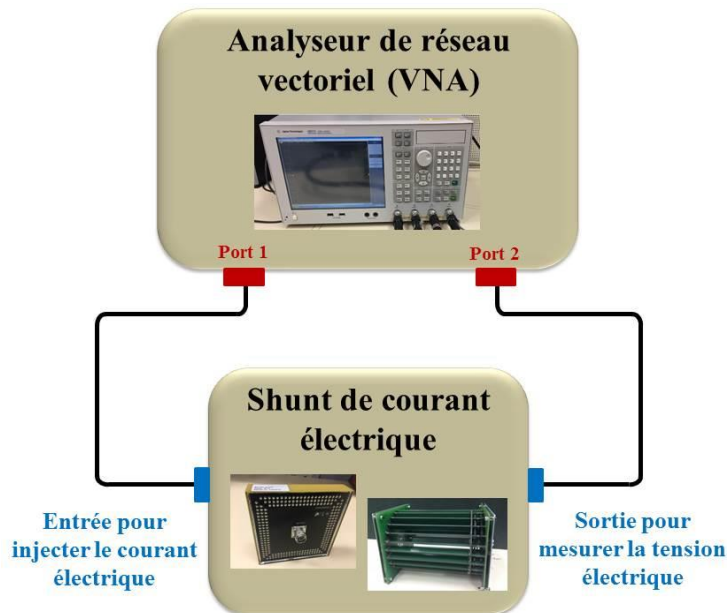 Analyseur de réseau
vectoriel (VNA)
Port 1
Port 2
Shunt de courant
électrique
Entrée pour
injecter le courant
électrique
Sortie pour
mesurer la tension
électrique